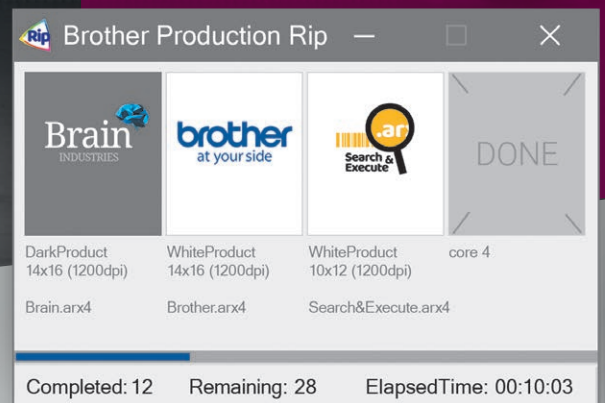 Rip Brother Production Rip
Brain
INDUSTRIES
brother
at your side
.ar
Search &
Execute
DONE
DarkProduct
14x16 (1200dpi)
Brain.arx4
WhiteProduct
14x16 (1200dpi)
Brother.arx4
WhiteProduct
10x12 (1200dpi)
Search&Execute.arx4
core 4
Completed: 12 Remaining: 28 ElapsedTime: 00:10:03